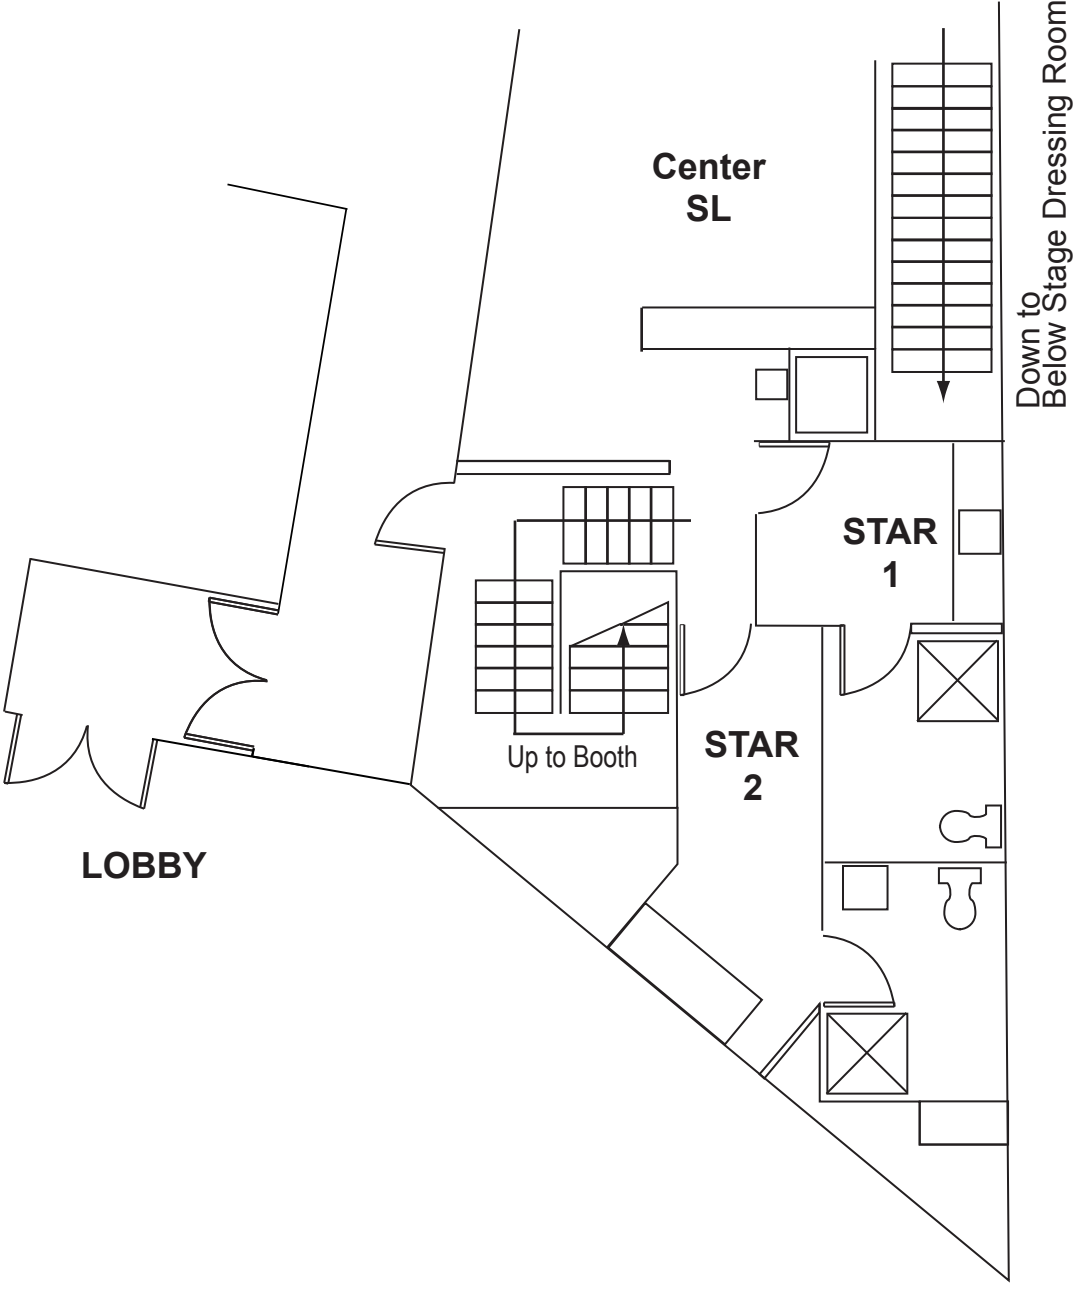 Center
SL
Down to
Below Stage Dressing Room
STAR
1
STAR
2
Up to Booth
LOBBY